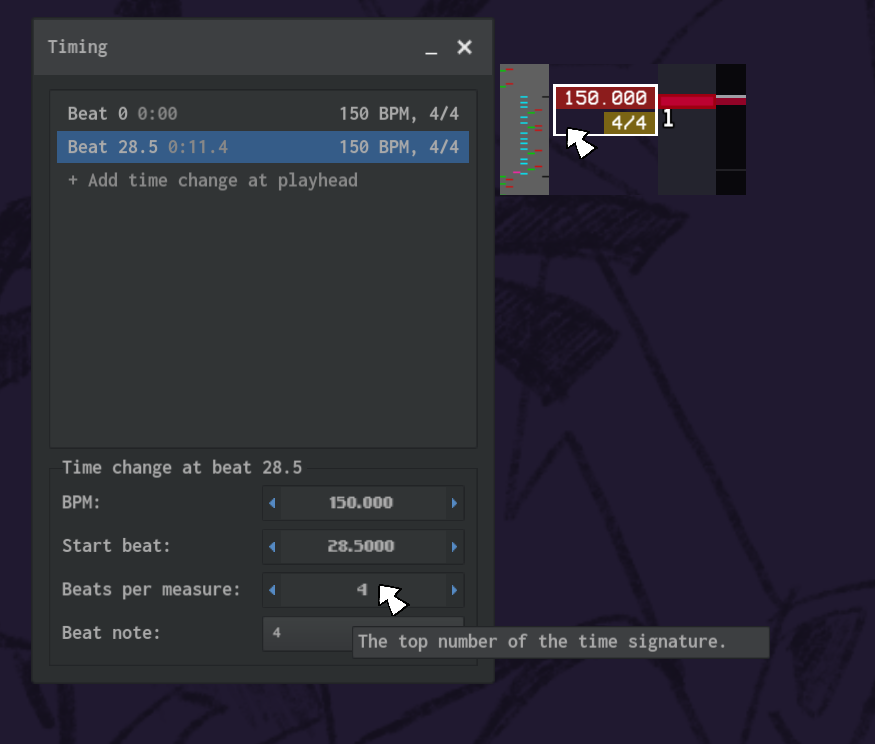 Timing
Beat 0 0:00 150 BPM, 4/4
Beat 28.5 0:11.4 150 BPM, 4/4
+ Add time change at playhead
150.000
4/4 1
Time change at beat 28.5
BPM: 150.000
Start beat: 28.5000
Beats per measure: 4
Beat note: 4
The top number of the time signature.